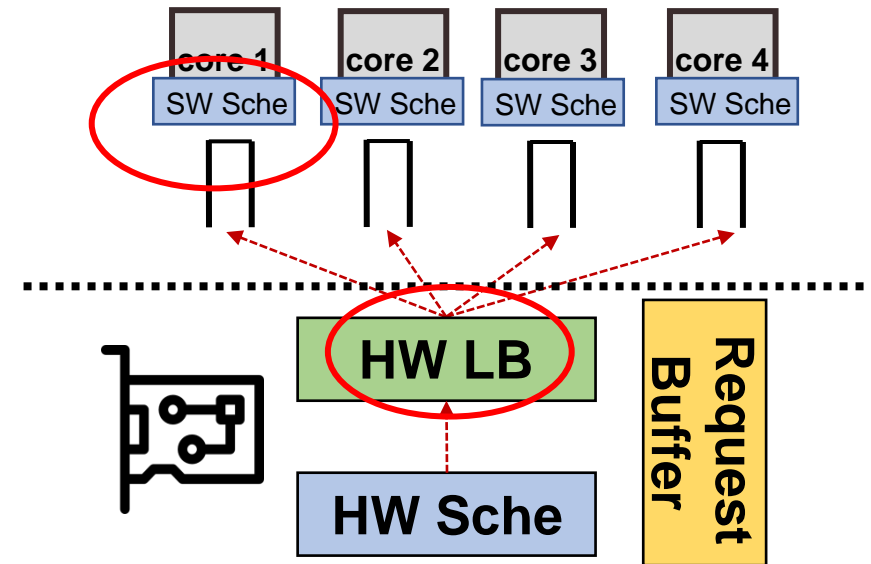 core 1
core 2
core 3
core 4
SW Sche
SW Sche
SW Sche
SW Sche
HW LB
Request
Buffer
HW Sche